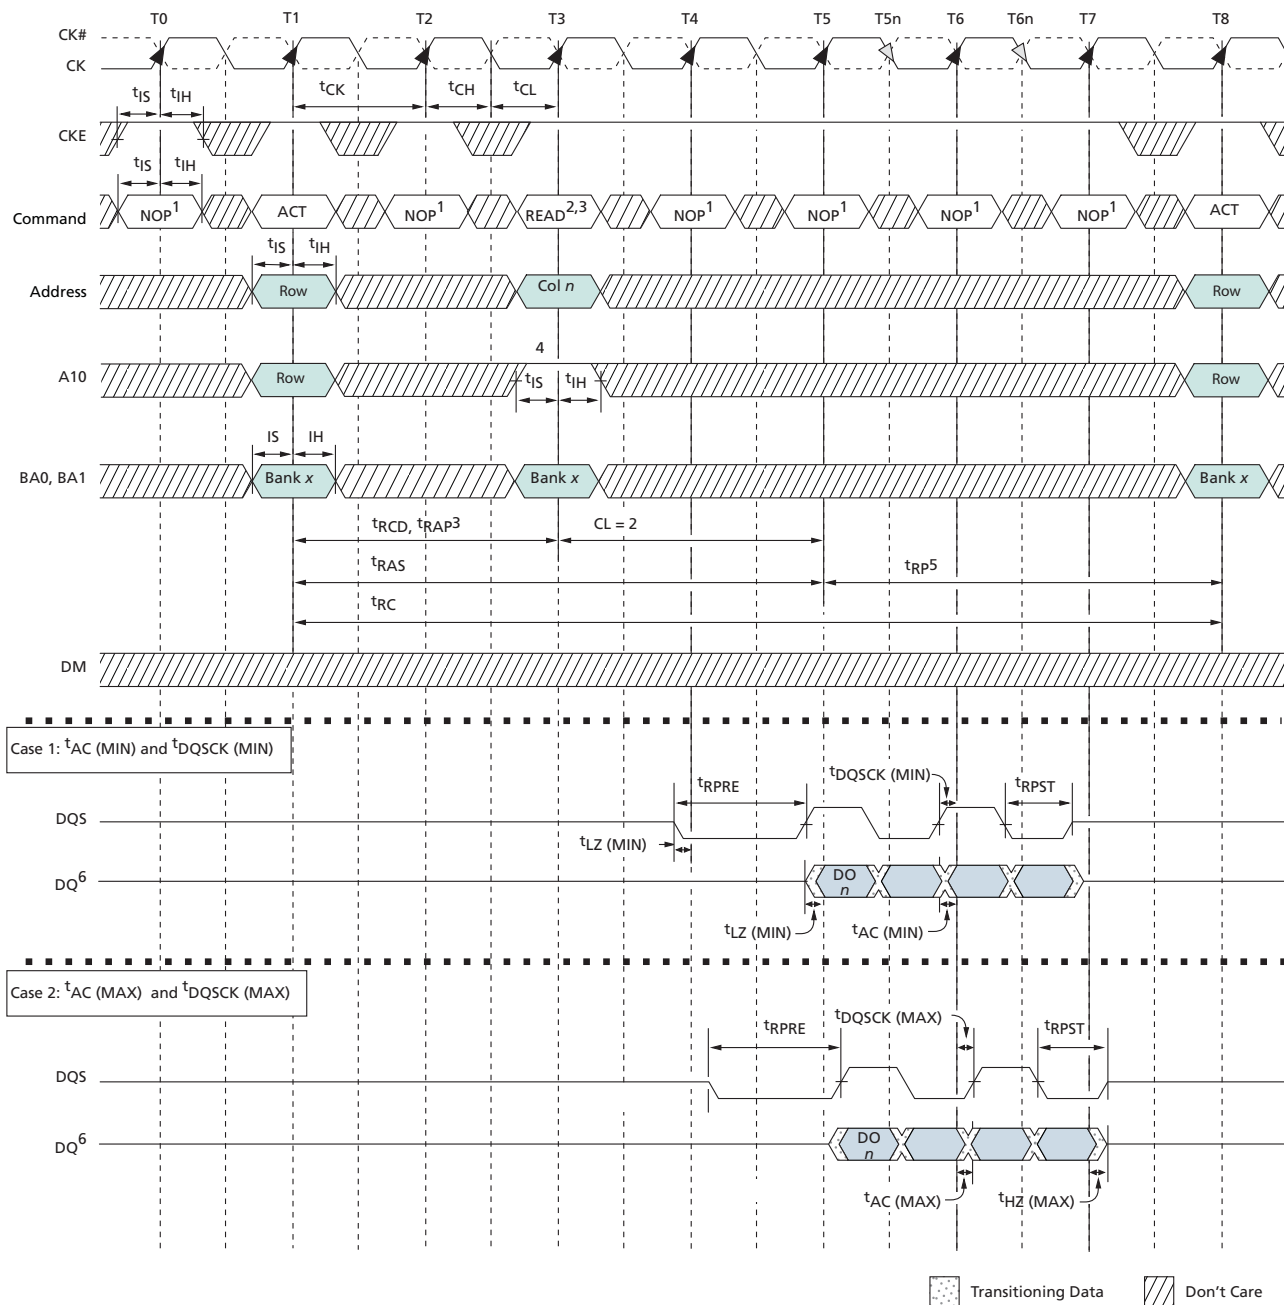 T0 T1 T2 T3 T4 T5 T5n T6 T6n T7 T8
CK#
CK
tIS tIH tCK tCH tCL
CKE
tIS tIH
Command NOP1 ACT NOP1 READ2,3 NOP1 NOP1 NOP1 NOP1 ACT
tIS tIH
Address Row Col n Row
4
A10 Row tIS tIH Row
IS IH
BA0, BA1 Bank x Bank x Bank x
tRCD, tRAP3 CL = 2
tRAS tRP5
tRC
DM
Case 1: tAC (MIN) and tDQSCK (MIN)
tRPRE tDQSCK (MIN) tRPST
DQS
tLZ (MIN)
DQ6 DO n
tLZ (MIN) tAC (MIN)
Case 2: tAC (MAX) and tDQSCK (MAX)
tRPRE tDQSCK (MAX) tRPST
DQS
DQ6 DO n
tAC (MAX) tHZ (MAX)
Transitioning Data Don't Care